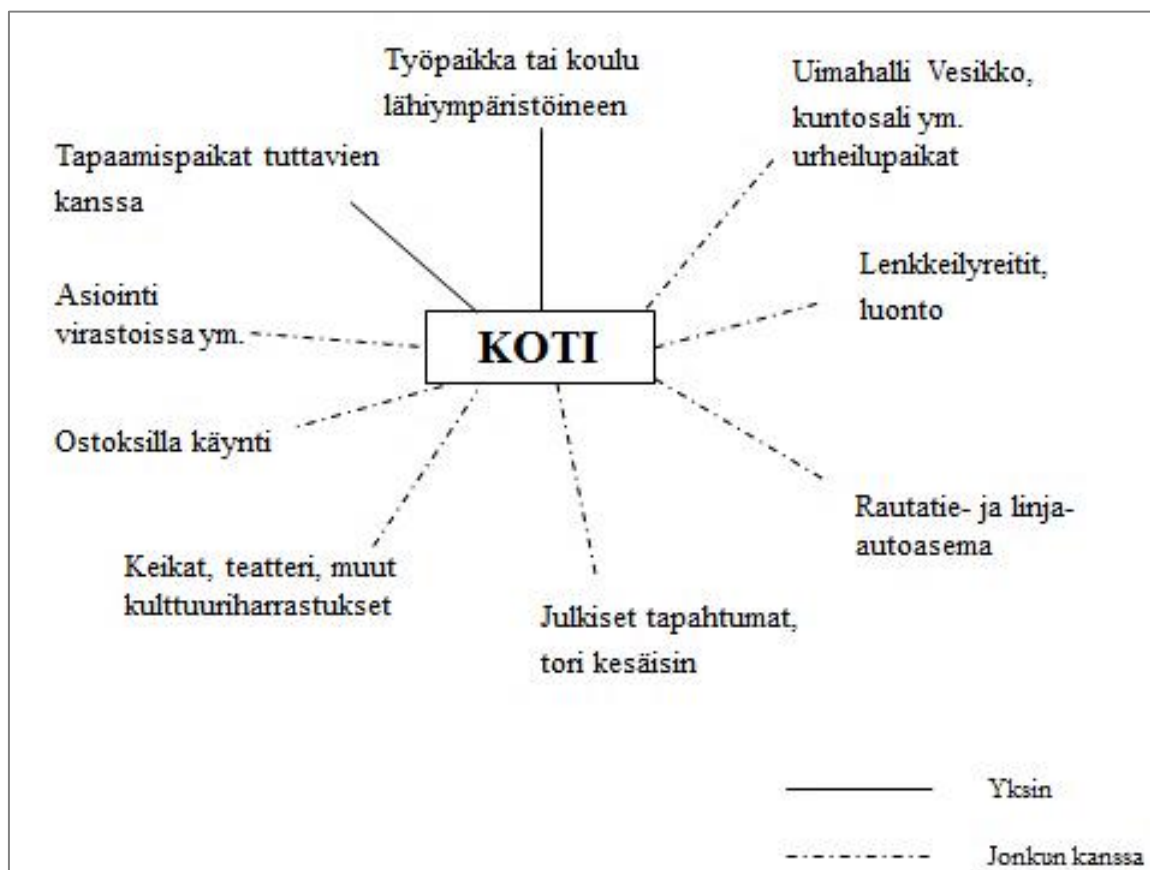 Työpaikka tai koulu
lähiympäristöineen
Uimahalli Vesikko,
kuntosali ym.
urheilupaikat
Tapaamispaikat tuttavien
kanssa
Lenkkeilyreitit,
luonto
Asiointi
virastoissa ym.
KOTI
Ostoksilla käynti
Rautatie- ja linja-
autoasema
Keikat, teatteri, muut
kulttuuriharrastukset
Julkiset tapahtumat,
tori kesäisin
Yksin
Jonkun kanssa